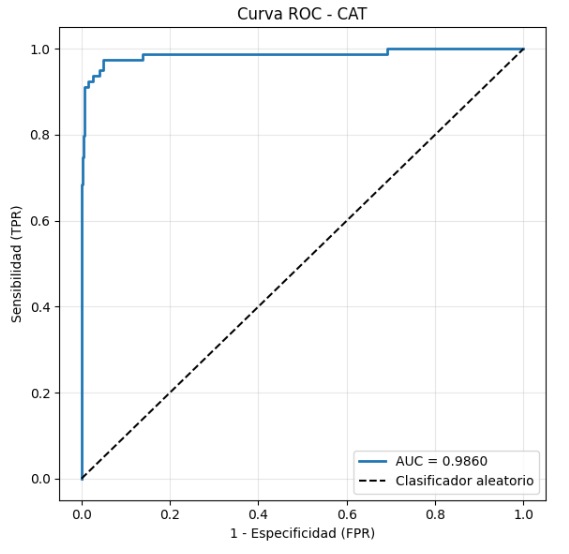 Curva ROC - CAT
1.0
0.8
0.6
0.4
0.2
0.0
Sensibilidad (TPR)
AUC = 0.9860
Clasificador aleatorio
0.0 0.2 0.4 0.6 0.8 1.0
1 - Especificidad (FPR)